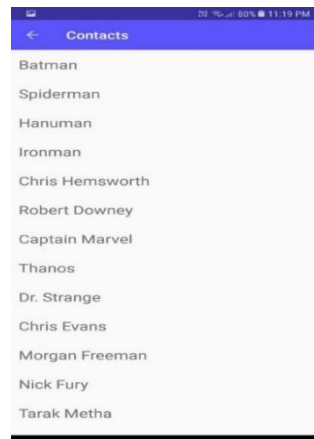 80% 11:19 PM
Contacts
Batman
Spiderman
Hanuman
Ironman
Chris Hemsworth
Robert Downey
Captain Marvel
Thanos
Dr. Strange
Chris Evans
Morgan Freeman
Nick Fury
Tarak Metha